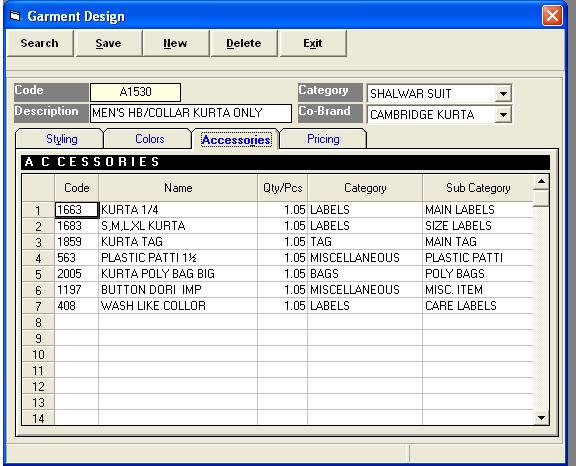 Garment Design
Search Save New Delete Exit
Code A1530 Category SHALWAR SUIT
Description MEN'S HB/COLLAR KURTA ONLY Co-Brand CAMBRIDGE KURTA
Styling Colors Accessories Pricing
ACCESSORIES
Code Name Qty/Pcs Category Sub Category
1 1663 KURTA 1/4 1.05 LABELS MAIN LABELS
2 1683 S,M,L,XL KURTA 1.05 LABELS SIZE LABELS
3 1859 KURTA TAG 1.05 TAG MAIN TAG
4 563 PLASTIC PATTI 1½ 1.05 MISCELLANEOUS PLASTIC PATTI
5 2005 KURTA POLY BAG BIG 1.05 BAGS POLY BAGS
6 1197 BUTTON DORI IMP 1.05 MISCELLANEOUS MISC. ITEM
7 408 WASH LIKE COLLOR 1.05 LABELS CARE LABELS
8
9
10
11
12
13
14